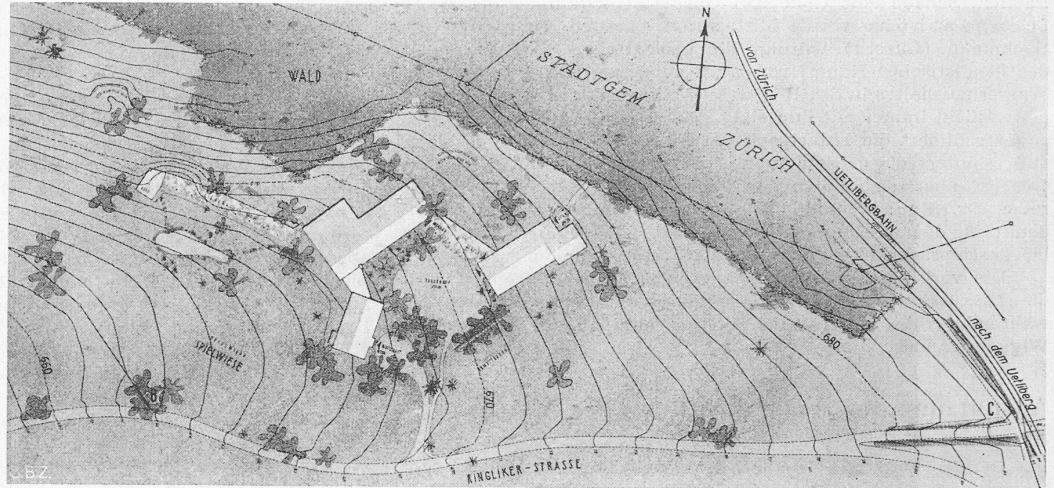 N
von Zürich
STADTGEM.
WALD
ZÜRICH
UETLIBERGBAHN
nach dem Uetliberg
680
SPIELWIESE
660
670
B
C
RINGLIKER-STRASSE
S.B.Z.